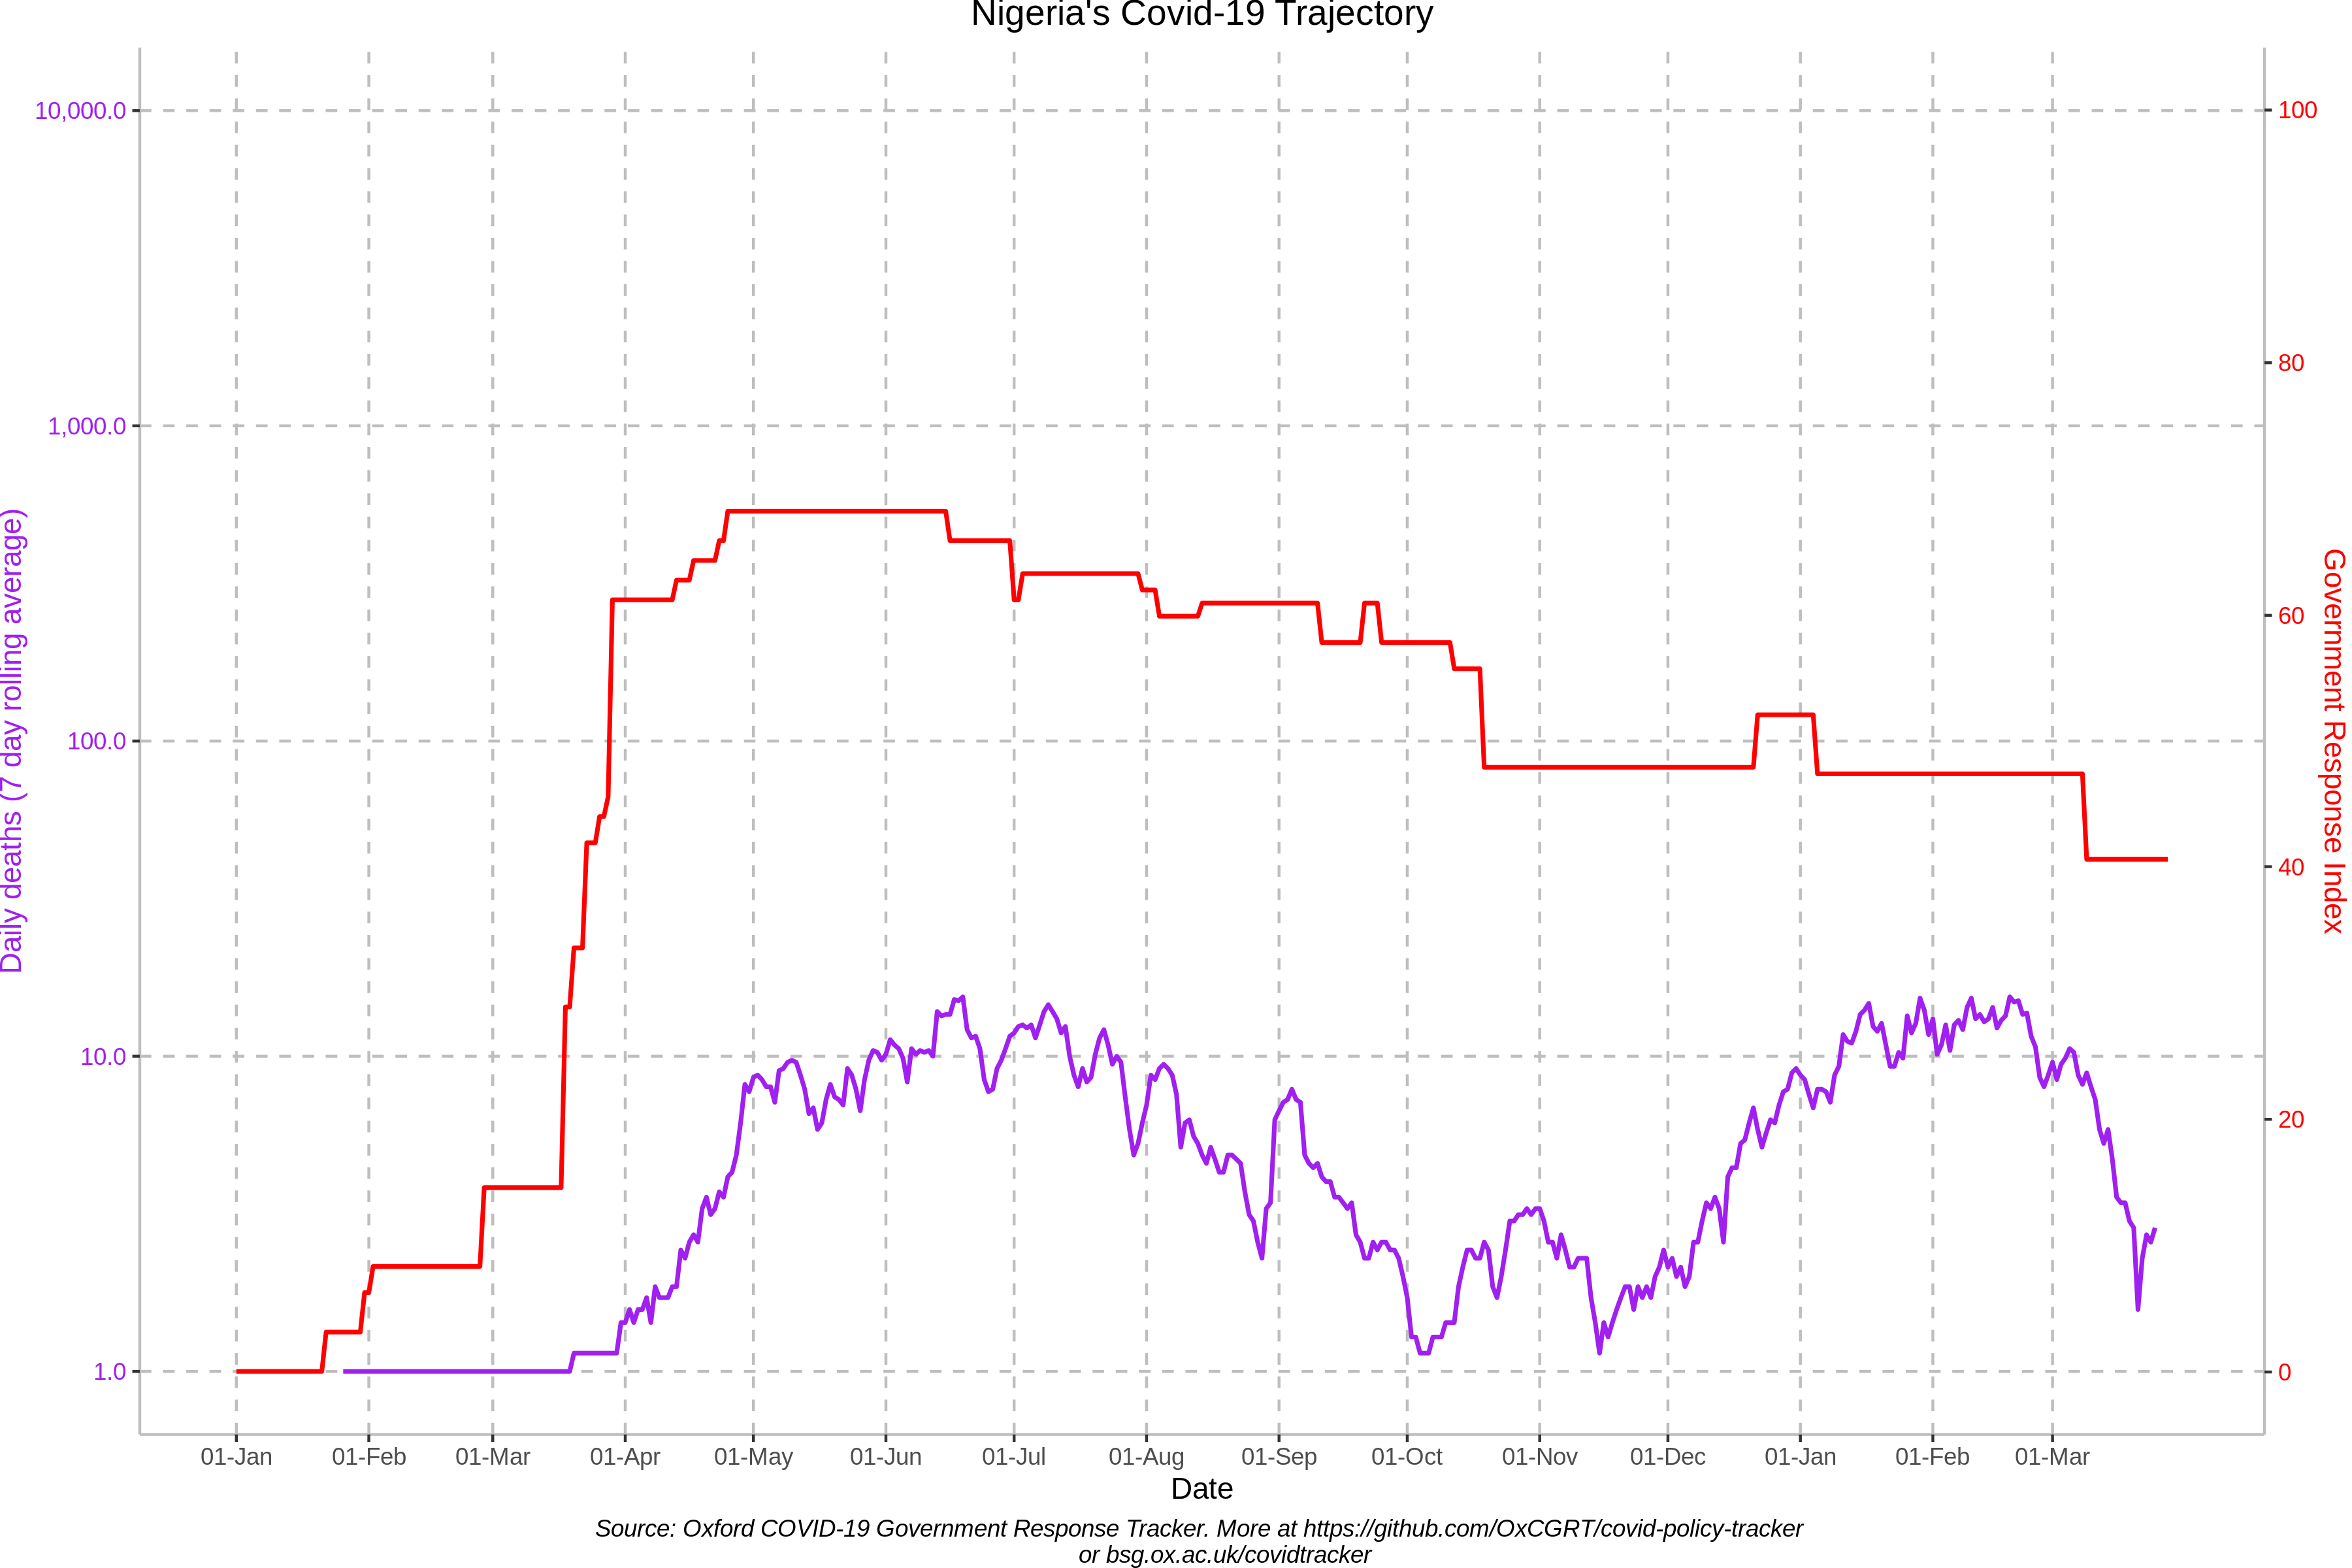 Nigeria's Covid-19 Trajectory
10,000.0
1,000.0
100.0
10.0
1.0
Daily deaths (7 day rolling average)
100
80
60
40
20
0
Government Response Index
01-Jan 01-Feb 01-Mar 01-Apr 01-May 01-Jun 01-Jul 01-Aug 01-Sep 01-Oct 01-Nov 01-Dec 01-Jan 01-Feb 01-Mar
Date
Source: Oxford COVID-19 Government Response Tracker. More at https://github.com/OxCGRT/covid-policy-tracker
or bsg.ox.ac.uk/covidtracker